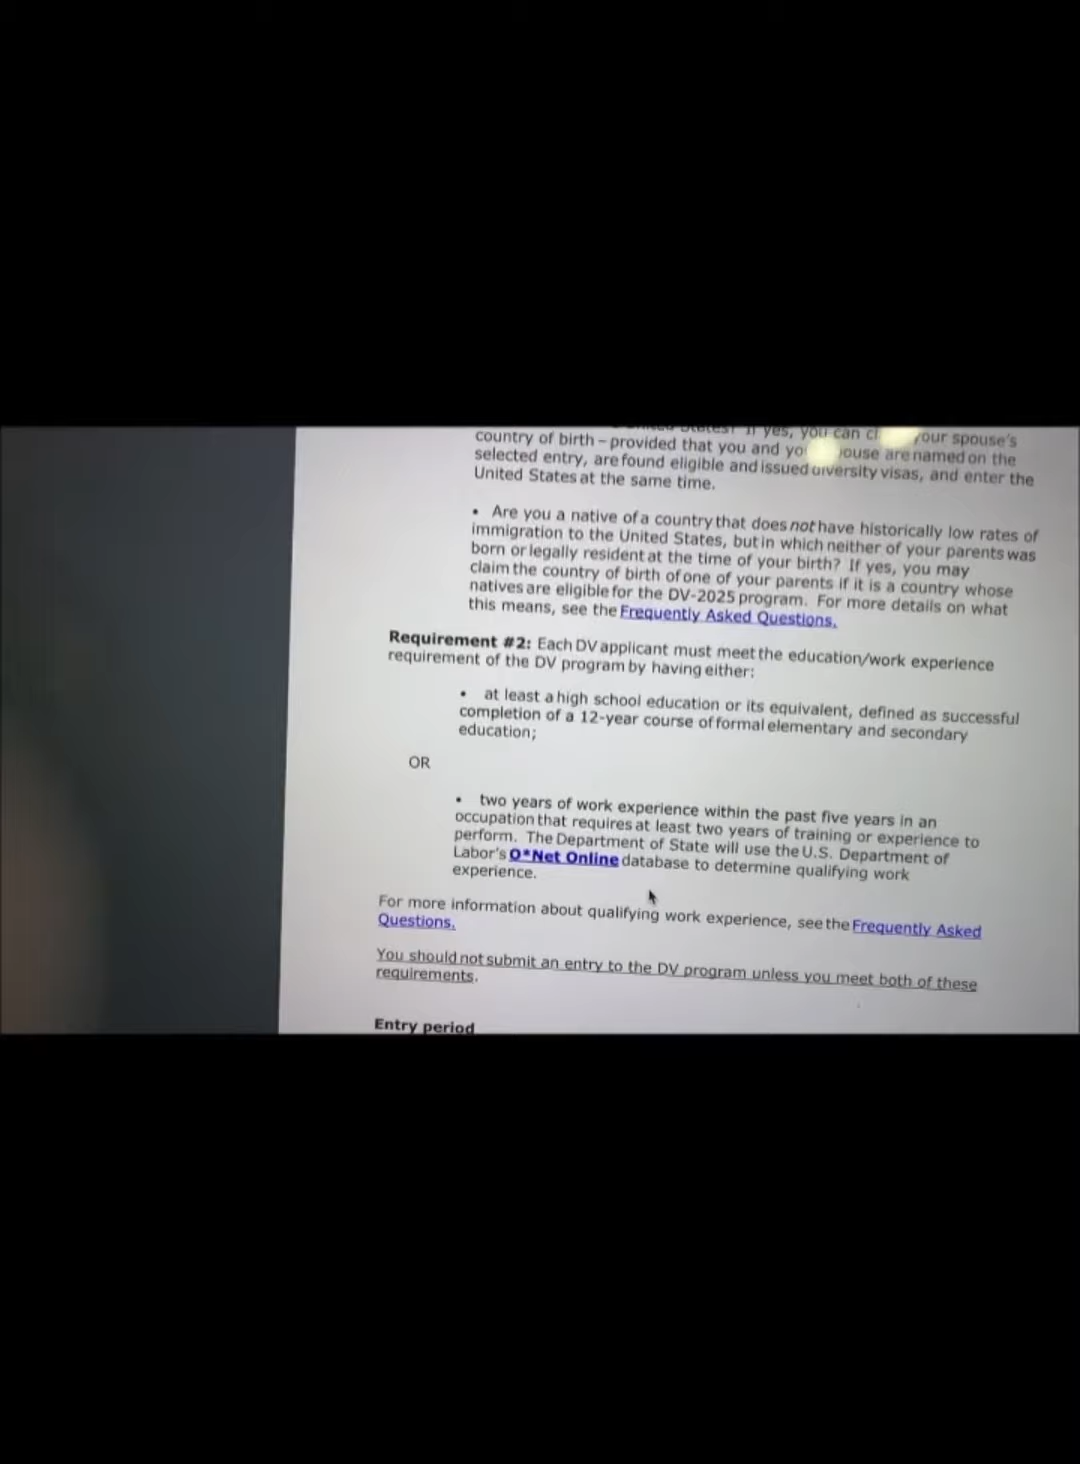 yes, you can your spouse's
country of birth – provided that you and are named on the
selected entry, are found eligible and issued diversity visas, and enter the
United States at the same time.
• Are you a native of a country that does not have historically low rates of
immigration to the United States, but in which neither of your parents was
born or legally resident at the time of your birth? If yes, you may
claim the country of birth of one of your parents if it is a country whose
natives are eligible for the DV-2025 program. For more details on what
this means, see the Frequently Asked Questions.
Requirement #2: Each DV applicant must meet the education/work experience
requirement of the DV program by having either:
• at least a high school education or its equivalent, defined as successful
completion of a 12-year course of formal elementary and secondary
education;
OR
• two years of work experience within the past five years in an
occupation that requires at least two years of training or experience to
perform. The Department of State will use the U.S. Department of
Labor's O*Net Online database to determine qualifying work
experience.
For more information about qualifying work experience, see the Frequently Asked
Questions.
You should not submit an entry to the DV program unless you meet both of these
requirements.
Entry period